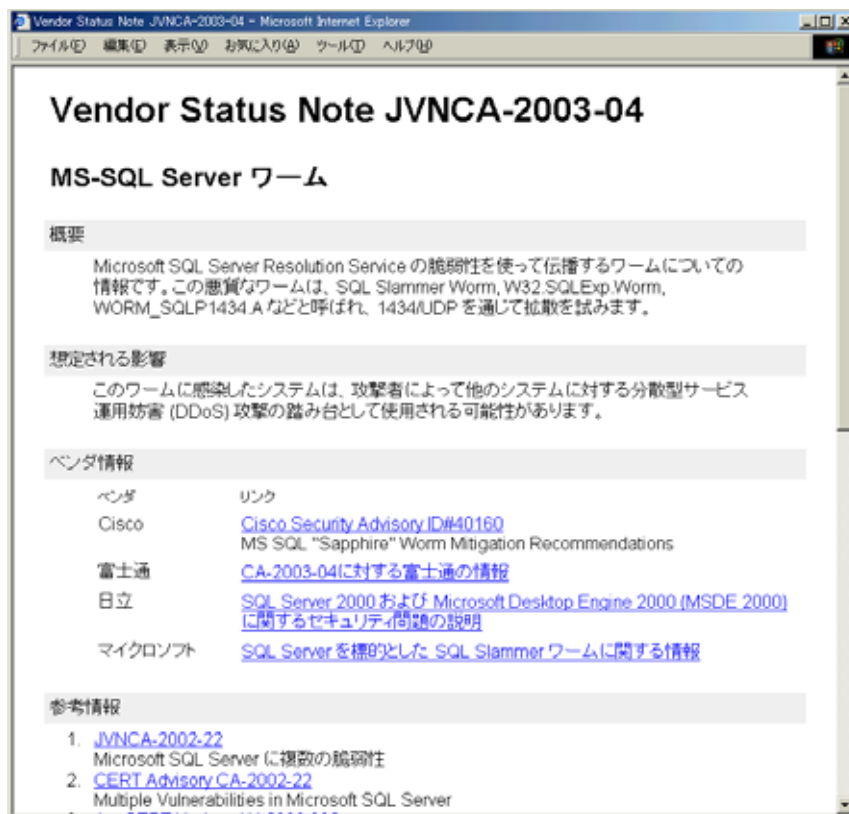 Vendor Status Note JVNCA-2003-04 - Microsoft Internet Explorer
ファイル(F) 編集(E) 表示(V) お気に入り(A) ツール(T) ヘルプ(H)
Vendor Status Note JVNCA-2003-04
MS-SQL Server ワーム
概要
Microsoft SQL Server Resolution Service の脆弱性を使って伝播するワームについての
情報です。この悪質なワームは、SQL Slammer Worm, W32.SQLExp.Worm,
WORM_SQLP1434.A などと呼ばれ、1434/UDP を通じて拡散を試みます。
想定される影響
このワームに感染したシステムは、攻撃者によって他のシステムに対する分散型サービス
運用妨害 (DDoS) 攻撃の踏み台として使用される可能性があります。
ベンダ情報
ベンダ リンク
Cisco Cisco Security Advisory ID#40160
MS SQL "Sapphire" Worm Mitigation Recommendations
富士通 CA-2003-04に対する富士通の情報
日立 SQL Server 2000 および Microsoft Desktop Engine 2000 (MSDE 2000)
に関するセキュリティ問題の説明
マイクロソフト SQL Server を標的とした SQL Slammer ワームに関する情報
参考情報
1. JVNCA-2002-22
Microsoft SQL Server に複数の脆弱性
2. CERT Advisory CA-2002-22
Multiple Vulnerabilities in Microsoft SQL Server